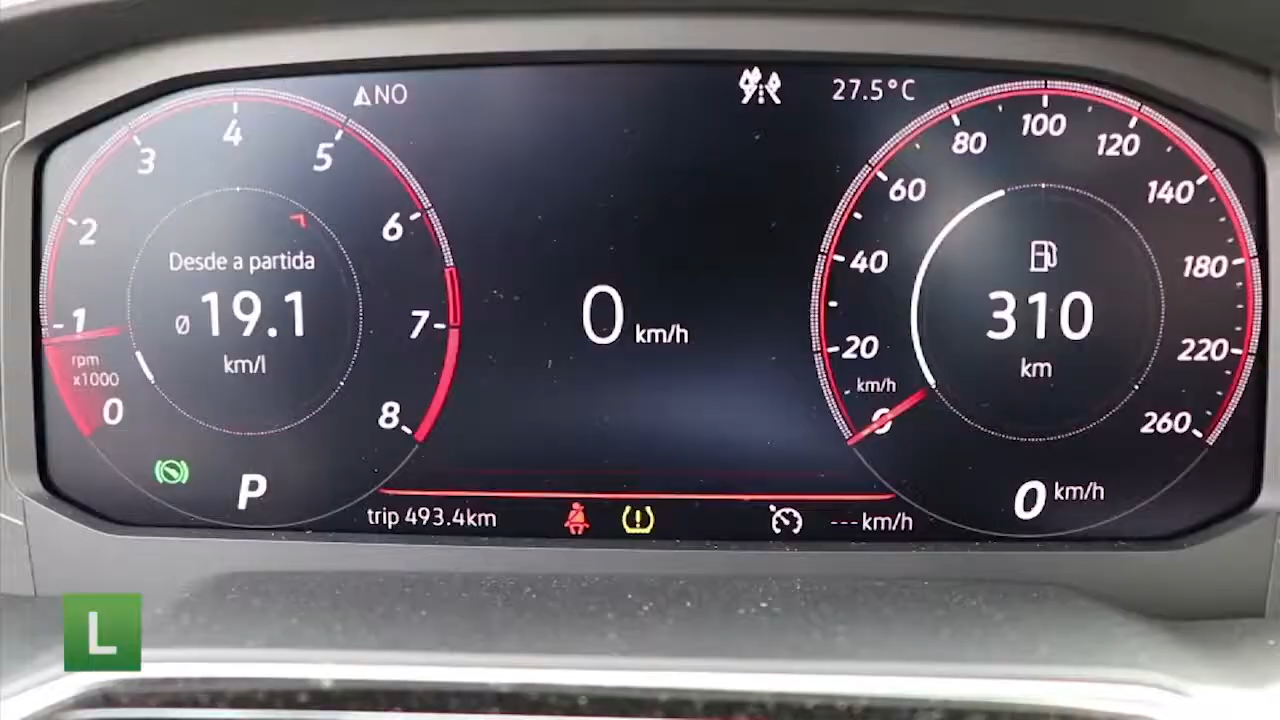 NO
27.5°C
4
3
5
2
6
1
7
8
rpm
x1000
0
Desde a partida
Ø 19.1
km/l
P
0 km/h
100
80
120
60
140
40
180
20
220
km/h
0
260
310
km
0 km/h
trip 493.4km
--- km/h
L